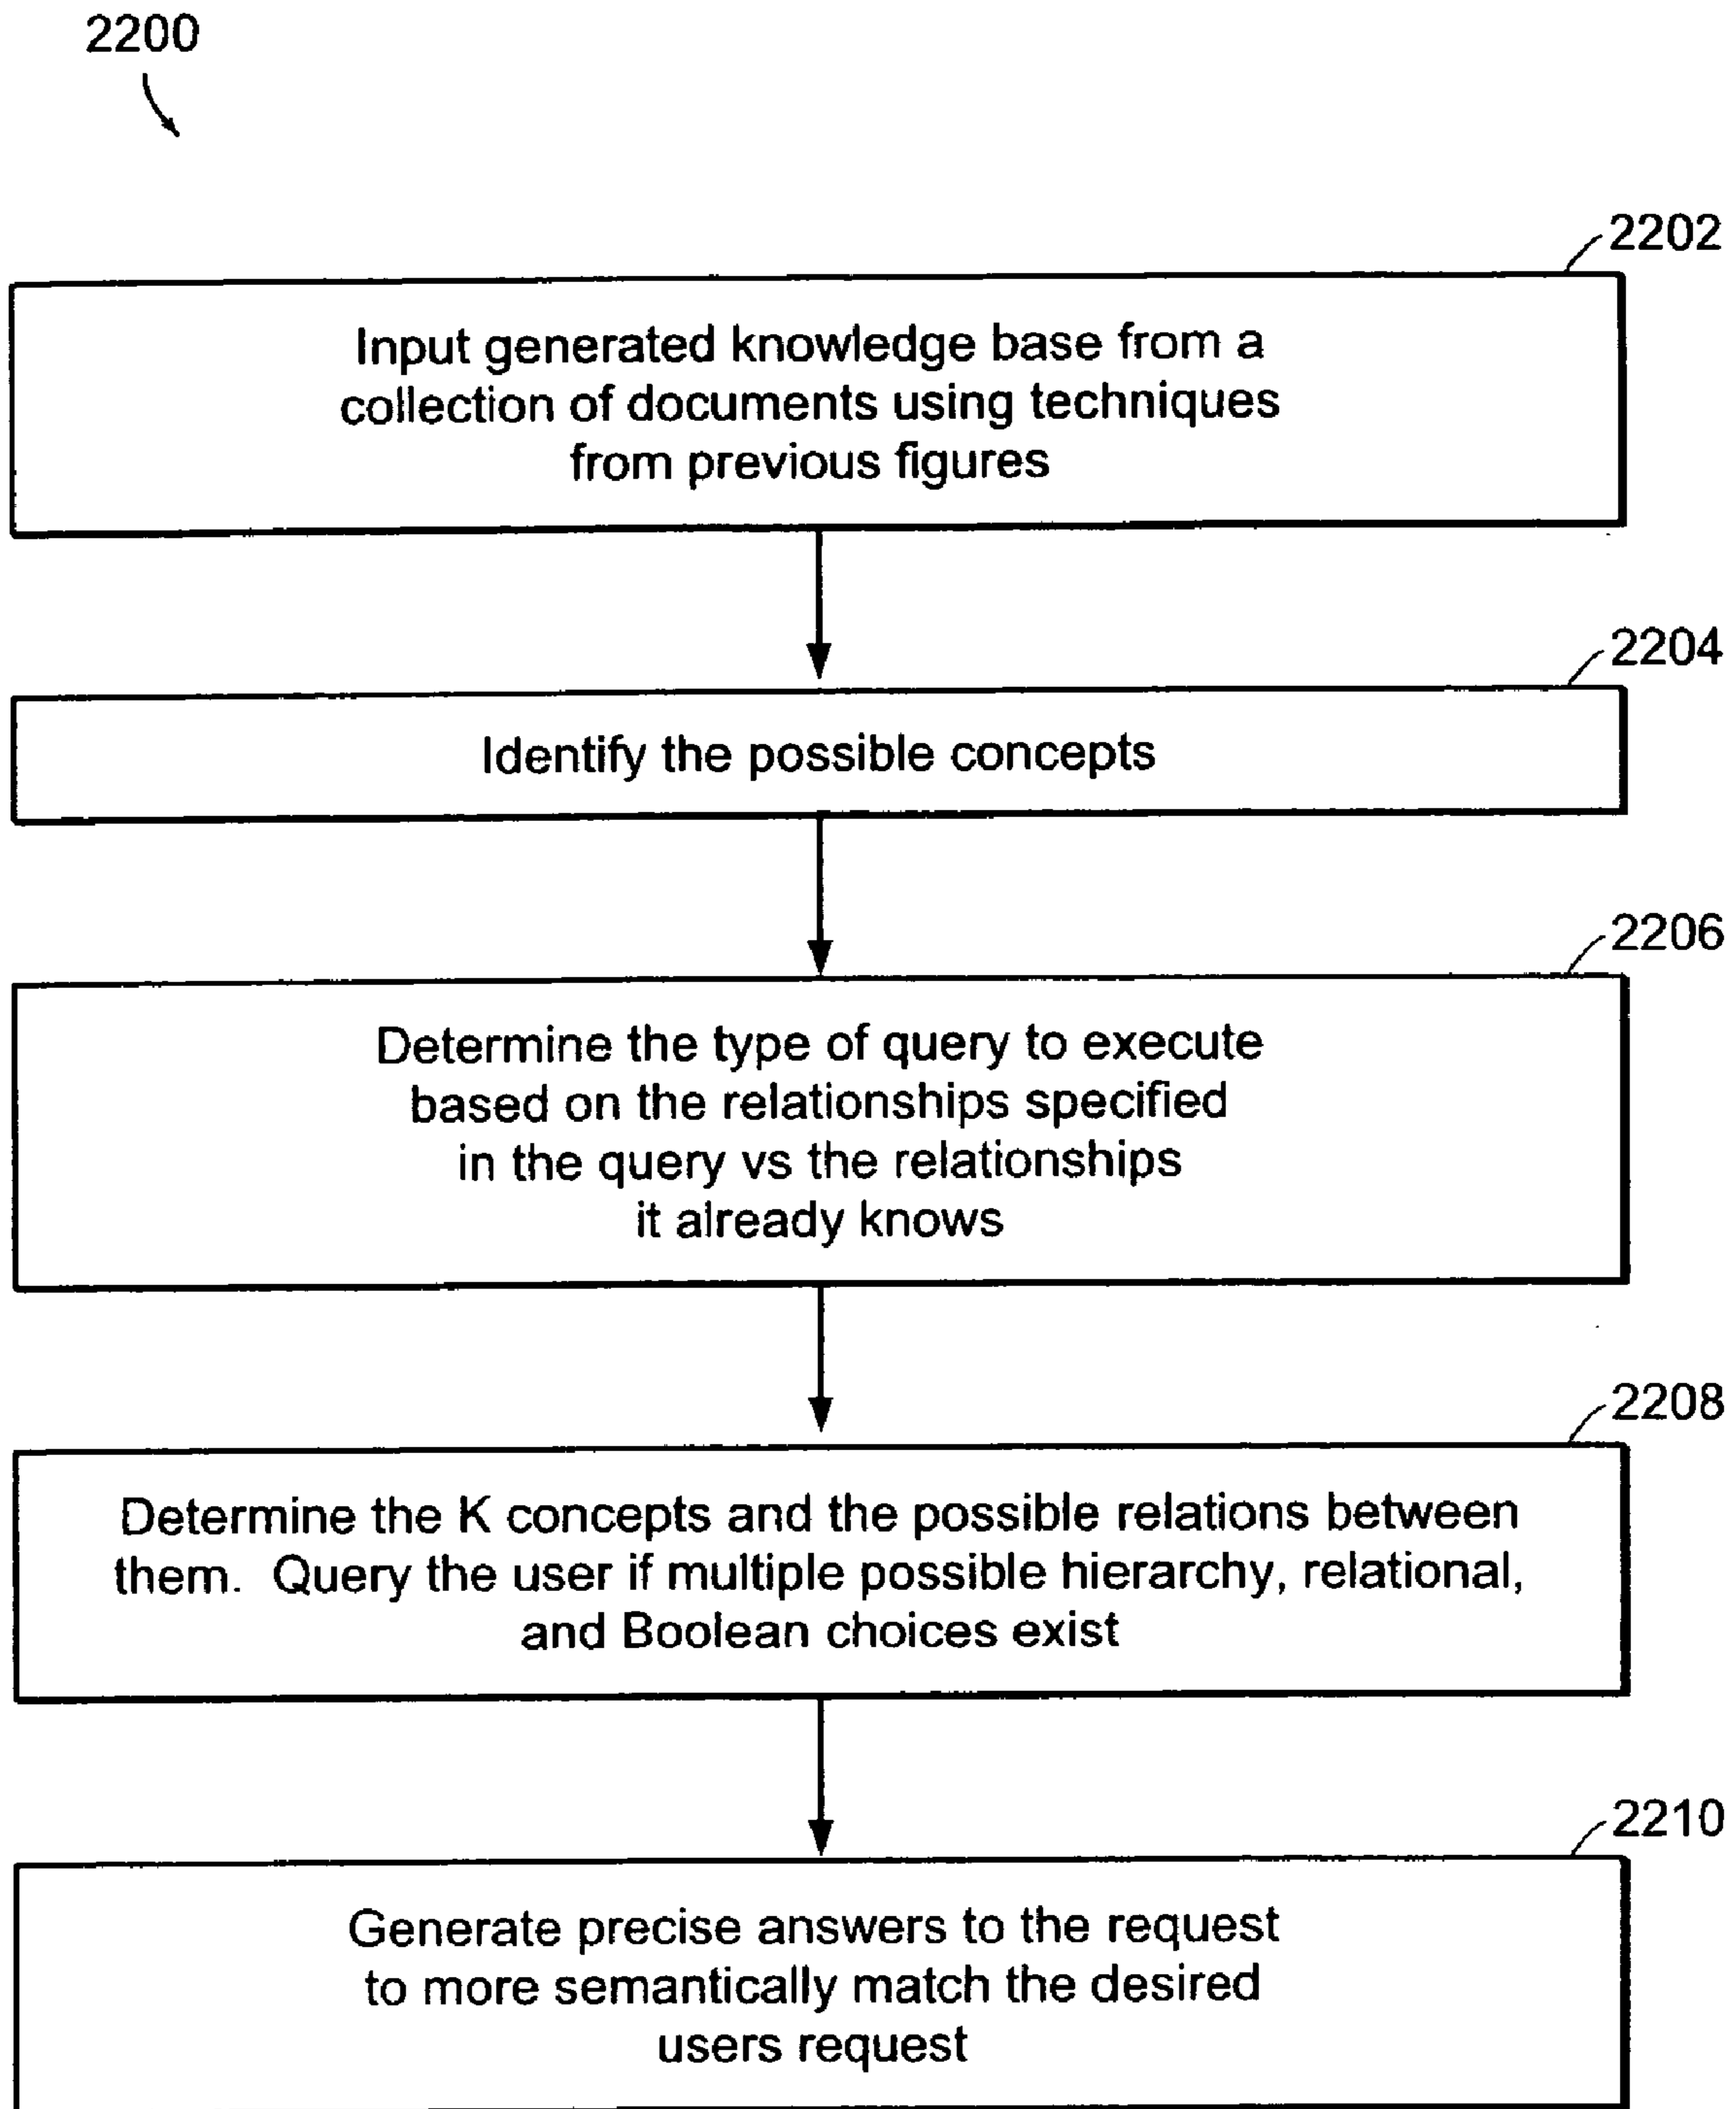 2200
2202
Input generated knowledge base from a
collection of documents using techniques
from previous figures
2204
Identify the possible concepts
2206
Determine the type of query to execute
based on the relationships specified
in the query vs the relationships
it already knows
2208
Determine the K concepts and the possible relations between
them. Query the user if multiple possible hierarchy, relational,
and Boolean choices exist
2210
Generate precise answers to the request
to more semantically match the desired
users request